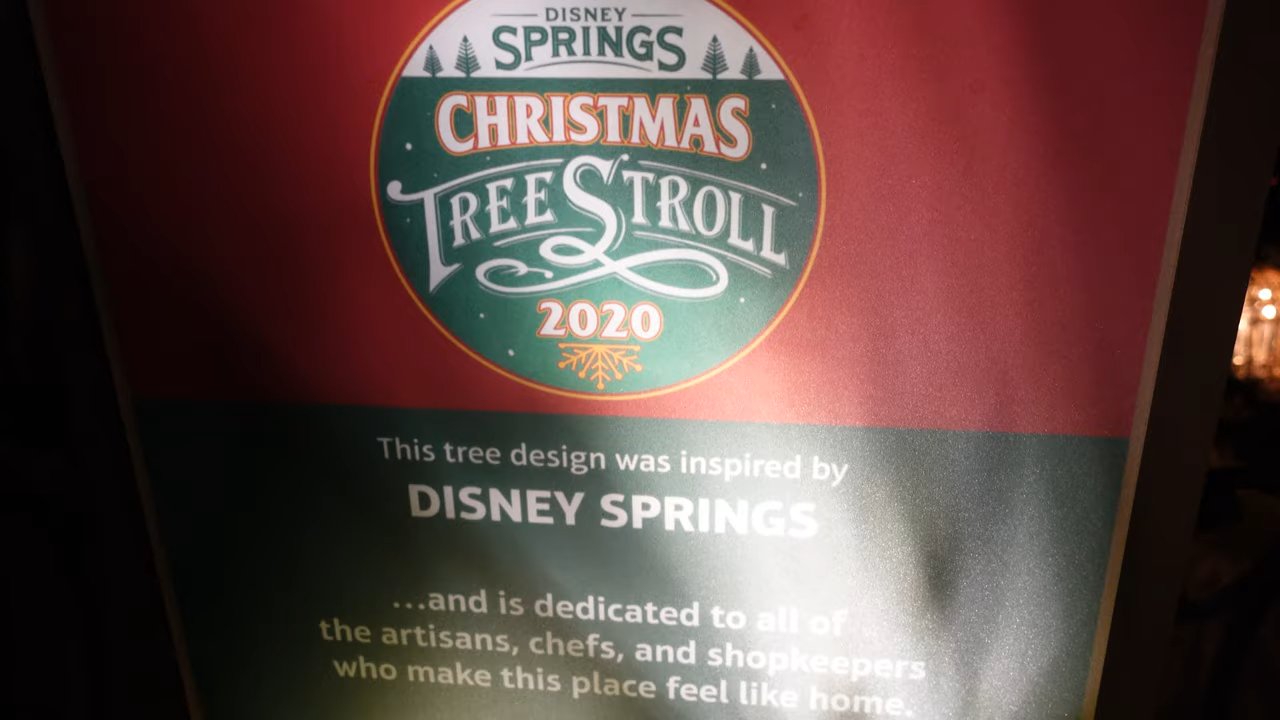 DISNEY
SPRINGS
CHRISTMAS
TREE STROLL
2020
This tree design was inspired by
DISNEY SPRINGS
...and is dedicated to all of
the artisans, chefs, and shopkeepers
who make this place feel like home.